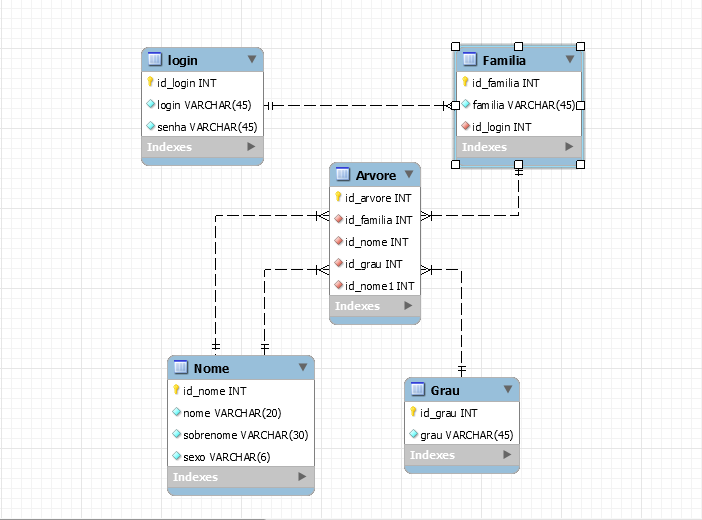 login
id_login INT
login VARCHAR(45)
senha VARCHAR(45)
Indexes
Familia
id_familia INT
familia VARCHAR(45)
id_login INT
Indexes
Arvore
id_arvore INT
id_familia INT
id_nome INT
id_grau INT
id_nome1 INT
Indexes
Nome
id_nome INT
nome VARCHAR(20)
sobrenome VARCHAR(30)
sexo VARCHAR(6)
Indexes
Grau
id_grau INT
grau VARCHAR(45)
Indexes